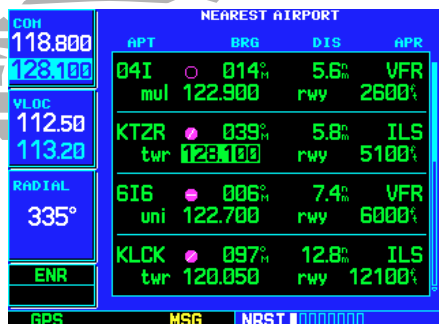 COM
118.800
128.100
VLOC
112.50
113.20
RADIAL
335°
ENR
GPS
NEAREST AIRPORT
APT BRG DIS APR
04I 014°M 5.6nm VFR
mul 122.900 rwy 2600ft
KTZR 039°M 5.8nm ILS
twr 128.100 rwy 5100ft
6I6 006°M 7.4nm VFR
uni 122.700 rwy 6000ft
KLCK 097°M 12.8nm ILS
twr 120.050 rwy 12100ft
MSG NRST